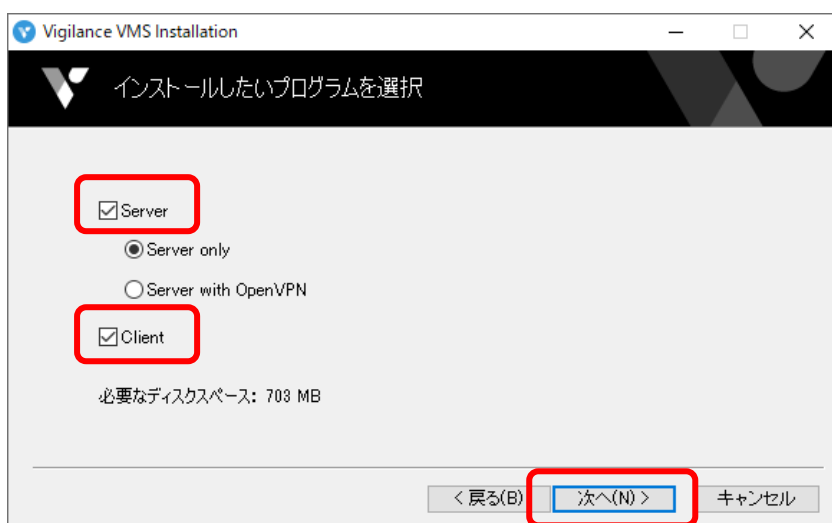 Vigilance VMS Installation
インストールしたいプログラムを選択
Server
Server only
Server with OpenVPN
Client
必要なディスクスペース: 703 MB
< 戻る(B)
次へ(N) >
キャンセル